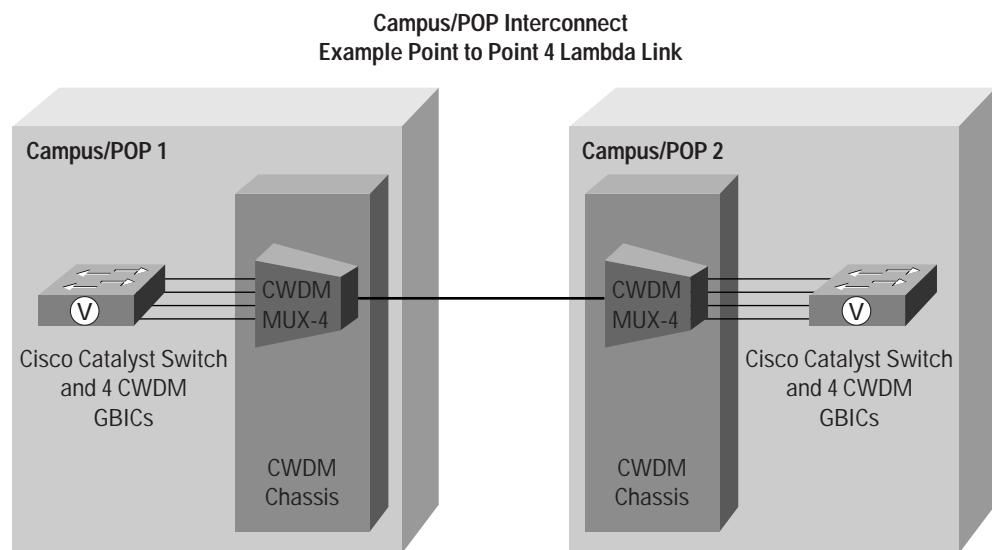 Campus/POP Interconnect
Example Point to Point 4 Lambda Link
Campus/POP 1
CWDM
MUX-4
V
Cisco Catalyst Switch
and 4 CWDM
GBICs
CWDM
Chassis
Campus/POP 2
CWDM
MUX-4
V
Cisco Catalyst Switch
and 4 CWDM
GBICs
CWDM
Chassis